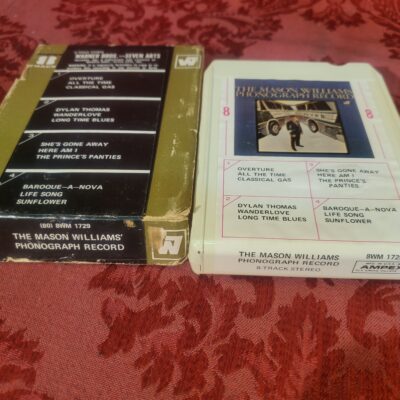 8
WARNER BROS.—SEVEN ARTS
W
OVERTURE
ALL THE TIME
CLASSICAL GAS
DYLAN THOMAS
WANDERLOVE
LONG TIME BLUES
SHE'S GONE AWAY
HERE AM I
THE PRINCE'S PANTIES
BAROQUE-A-NOVA
LIFE SONG
SUNFLOWER
(80) 8WM 1729
THE MASON WILLIAMS'
PHONOGRAPH RECORD
W
THE MASON WILLIAMS
PHONOGRAPH RECORD
8
8
OVERTURE
ALL THE TIME
CLASSICAL GAS
SHE'S GONE AWAY
HERE AM I
THE PRINCE'S
PANTIES
DYLAN THOMAS
WANDERLOVE
LONG TIME BLUES
BAROQUE-A-NOVA
LIFE SONG
SUNFLOWER
THE MASON WILLIAMS
PHONOGRAPH RECORD
8-TRACK STEREO
8WM 1729
AMPEX